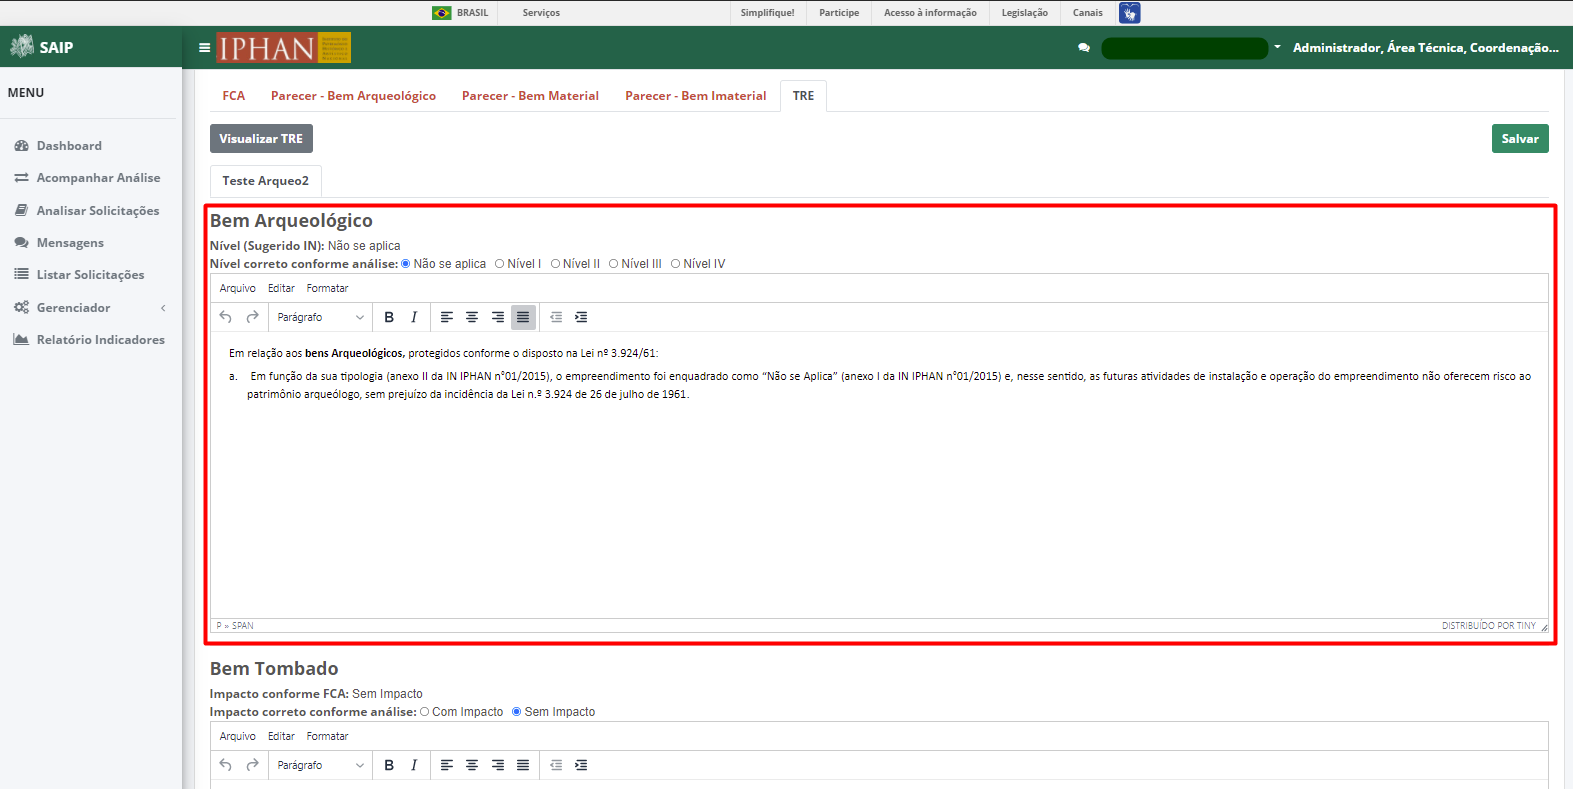 BRASIL Serviços Simplifique! Participe Acesso à informação Legislação Canais
SAIP IPHAN Administrador, Área Técnica, Coordenação...
MENU
Dashboard
Acompanhar Análise
Analisar Solicitações
Mensagens
Listar Solicitações
Gerenciador
Relatório Indicadores
FCA Parecer - Bem Arqueológico Parecer - Bem Material Parecer - Bem Imaterial TRE
Visualizar TRE Salvar
Teste Arqueo2
Bem Arqueológico
Nível (Sugerido IN): Não se aplica
Nível correto conforme análise: Não se aplica Nível I Nível II Nível III Nível IV
Arquivo Editar Formatar
Parágrafo B I
Em relação aos bens Arqueológicos, protegidos conforme o disposto na Lei nº 3.924/61:
a. Em função da sua tipologia (anexo II da IN IPHAN n°01/2015), o empreendimento foi enquadrado como “Não se Aplica” (anexo I da IN IPHAN n°01/2015) e, nesse sentido, as futuras atividades de instalação e operação do empreendimento não oferecem risco ao
patrimônio arqueólogo, sem prejuízo da incidência da Lei n.º 3.924 de 26 de julho de 1961.
P » SPAN DISTRIBUÍDO POR TINY
Bem Tombado
Impacto conforme FCA: Sem Impacto
Impacto correto conforme análise: Com Impacto Sem Impacto
Arquivo Editar Formatar
Parágrafo B I